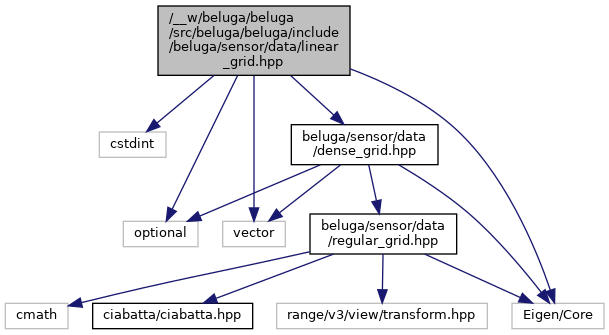 /__w/beluga/beluga
/src/beluga/beluga/include
/beluga/sensor/data/linear
_grid.hpp
cstdint
beluga/sensor/data
/dense_grid.hpp
optional
vector
beluga/sensor/data
/regular_grid.hpp
cmath
ciabatta/ciabatta.hpp
range/v3/view/transform.hpp
Eigen/Core